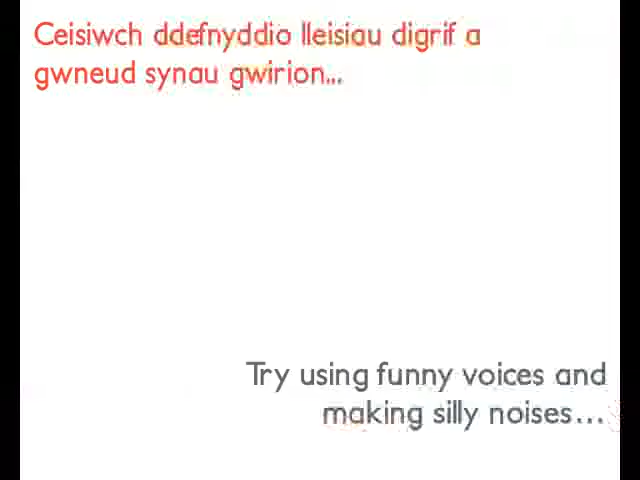 Ceisiwch ddefnyddio lleisiau digrif a
gwneud synau gwirion...
Try using funny voices and
making silly noises...